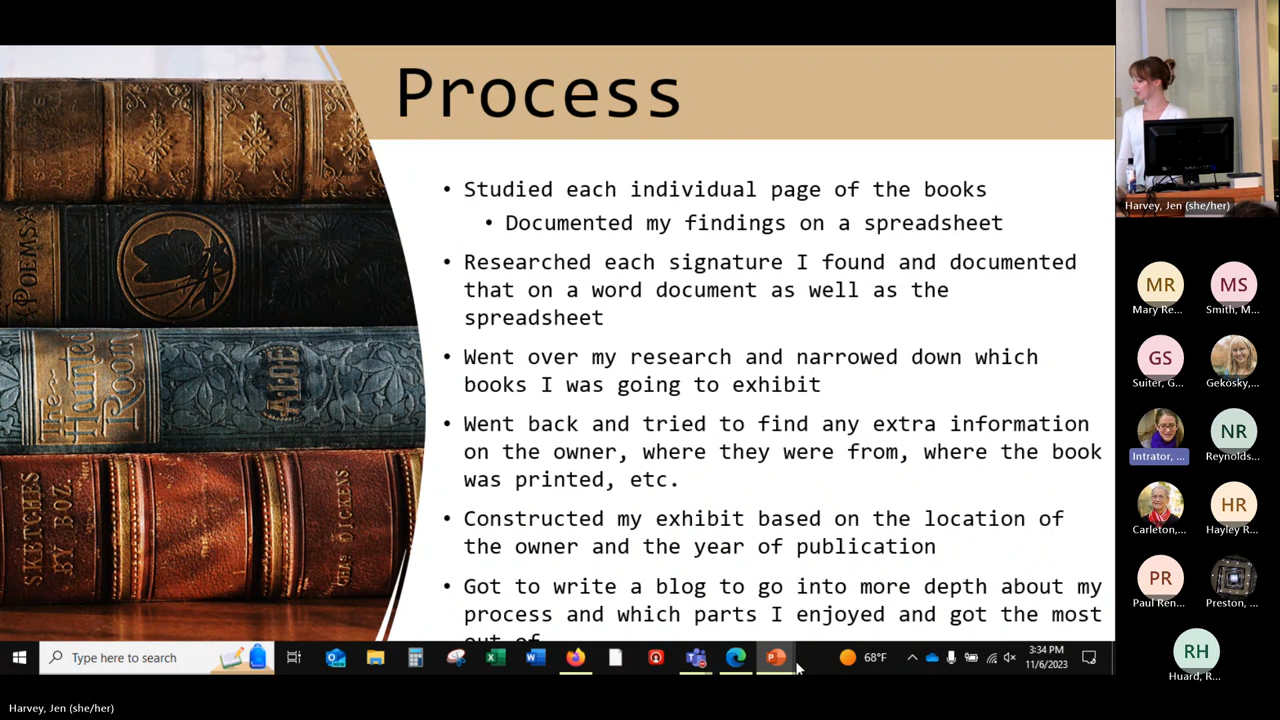 Process
• Studied each individual page of the books
• Documented my findings on a spreadsheet
• Researched each signature I found and documented
that on a word document as well as the
spreadsheet
• Went over my research and narrowed down which
books I was going to exhibit
• Went back and tried to find any extra information
on the owner, where they were from, where the book
was printed, etc.
• Constructed my exhibit based on the location of
the owner and the year of publication
• Got to write a blog to go into more depth about my
process and which parts I enjoyed and got the most
out of
POEMS
The Haunted
Room
A.L.O.E
SKETCHES
BY BOZ.
CHAS DICKENS.
Harvey, Jen (she/her)
MR
Mary Re...
MS
Smith, M...
GS
Suiter, G...
Gekosky,...
Intrator, ...
NR
Reynolds...
Carleton,...
HR
Hayley R...
PR
Paul Ren...
Preston, ...
RH
Huard, R...
Type here to search
68°F
3:34 PM
11/6/2023
Harvey, Jen (she/her)